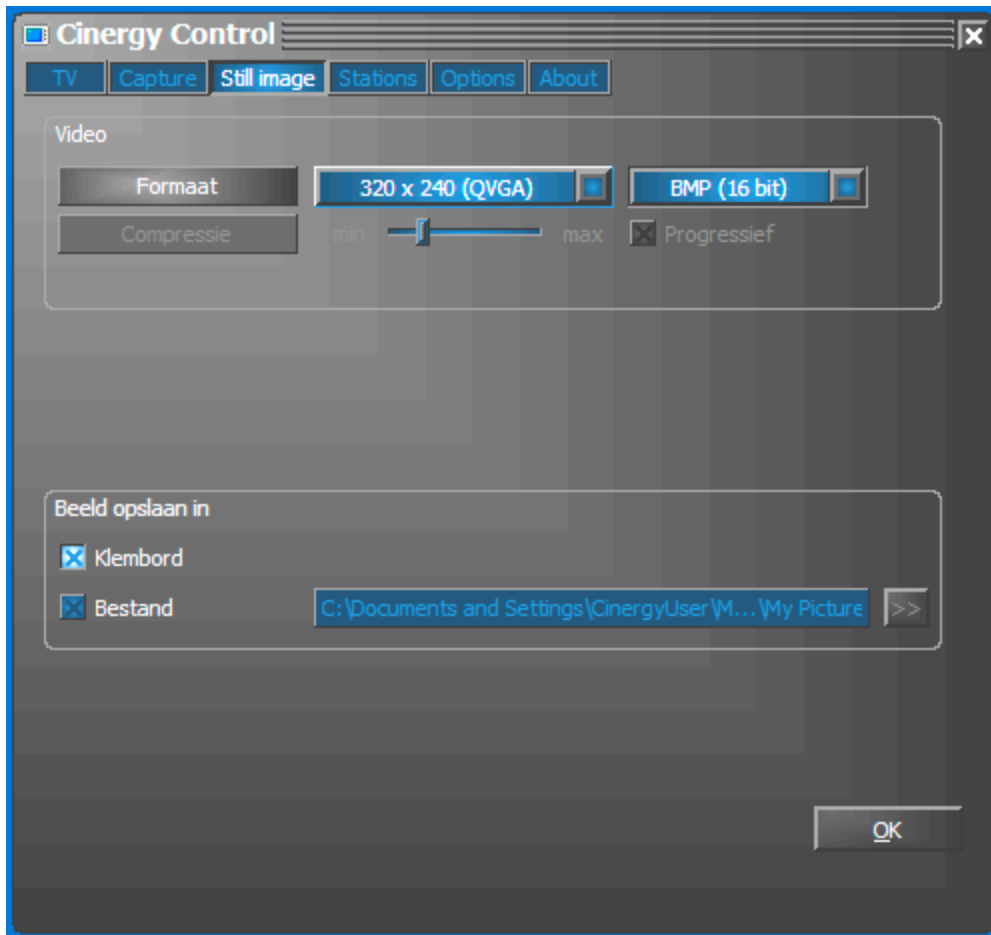 Cinergy Control
TV Capture Still image Stations Options About
Video
Formaat 320 x 240 (QVGA) BMP (16 bit)
Compressie min max Progressief
Beeld opslaan in
Klembord
Bestand C:\Documents and Settings\CinergyUser\M...\My Picture >>
OK